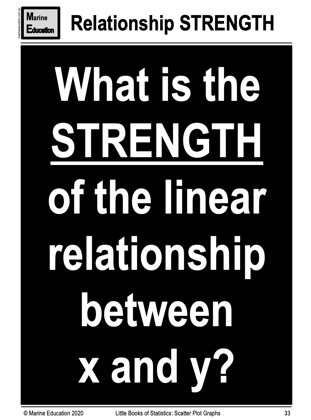 Marine
Education
Relationship STRENGTH
What is the
STRENGTH
of the linear
relationship
between
x and y?
© Marine Education 2020
Little Books of Statistics: Scatter Plot Graphs
33